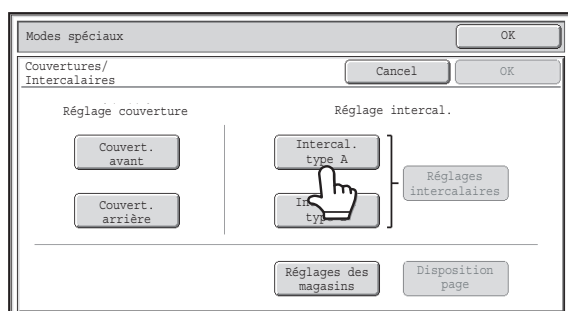 Modes spéciaux
OK
Couvertures/
Intercalaires
Cancel
OK
Réglage couverture
Réglage intercal.
Couvert.
avant
Intercal.
type A
Réglages
intercalaires
Couvert.
arrière
Réglages des
magasins
Disposition
page